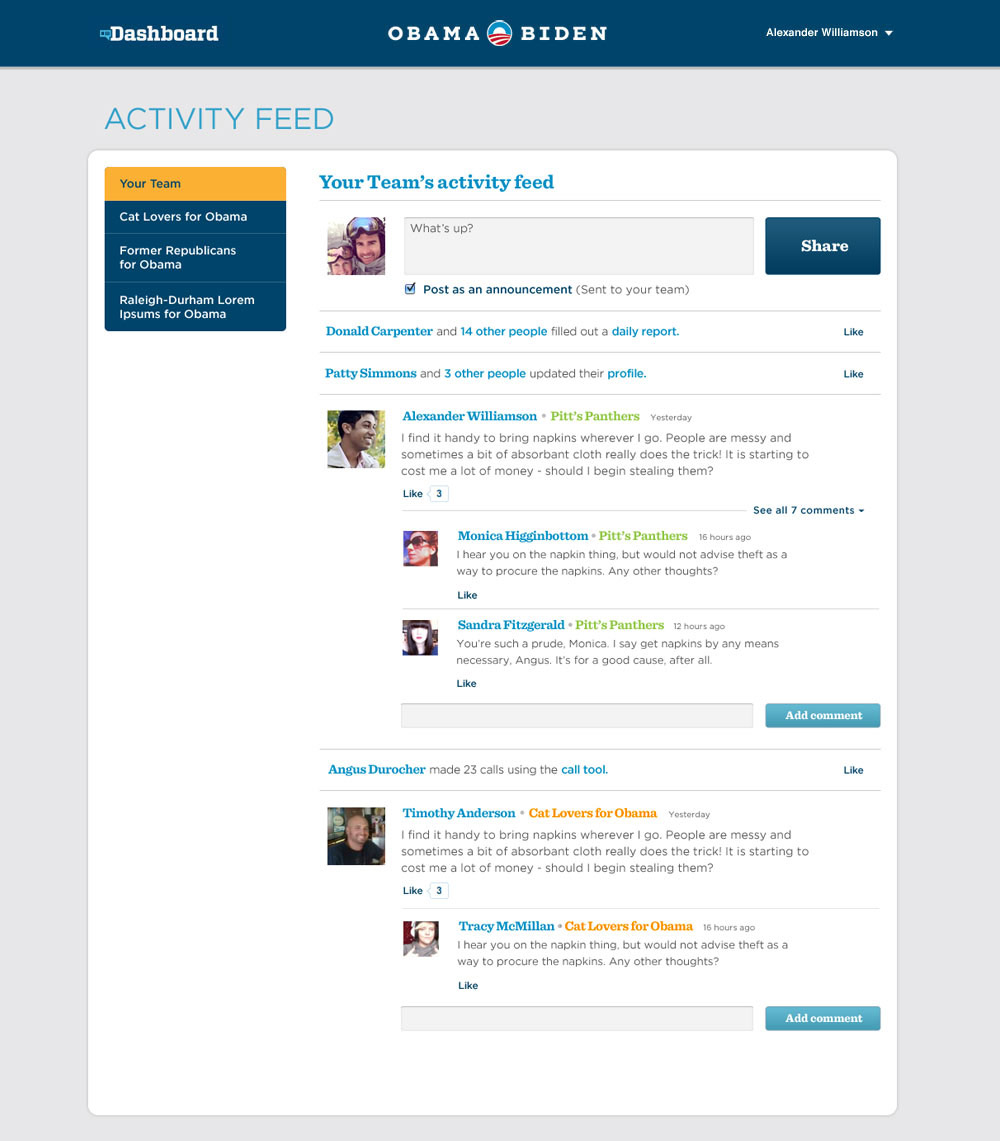 Dashboard
OBAMA BIDEN
Alexander Williamson
ACTIVITY FEED
Your Team
Cat Lovers for Obama
Former Republicans
for Obama
Raleigh-Durham Lorem
Ipsums for Obama
Your Team's activity feed
What's up?
Share
Post as an announcement (Sent to your team)
Donald Carpenter and 14 other people filled out a daily report.
Like
Patty Simmons and 3 other people updated their profile.
Like
Alexander Williamson • Pitt's Panthers Yesterday
I find it handy to bring napkins wherever I go. People are messy and
sometimes a bit of absorbant cloth really does the trick! It is starting to
cost me a lot of money - should I begin stealing them?
Like 3
See all 7 comments
Monica Higginbottom • Pitt's Panthers 16 hours ago
I hear you on the napkin thing, but would not advise theft as a
way to procure the napkins. Any other thoughts?
Like
Sandra Fitzgerald • Pitt's Panthers 12 hours ago
You're such a prude, Monica. I say get napkins by any means
necessary, Angus. It's for a good cause, after all.
Like
Add comment
Angus Durocher made 23 calls using the call tool.
Like
Timothy Anderson • Cat Lovers for Obama Yesterday
I find it handy to bring napkins wherever I go. People are messy and
sometimes a bit of absorbant cloth really does the trick! It is starting to
cost me a lot of money - should I begin stealing them?
Like 3
Tracy McMillan • Cat Lovers for Obama 16 hours ago
I hear you on the napkin thing, but would not advise theft as a
way to procure the napkins. Any other thoughts?
Like
Add comment